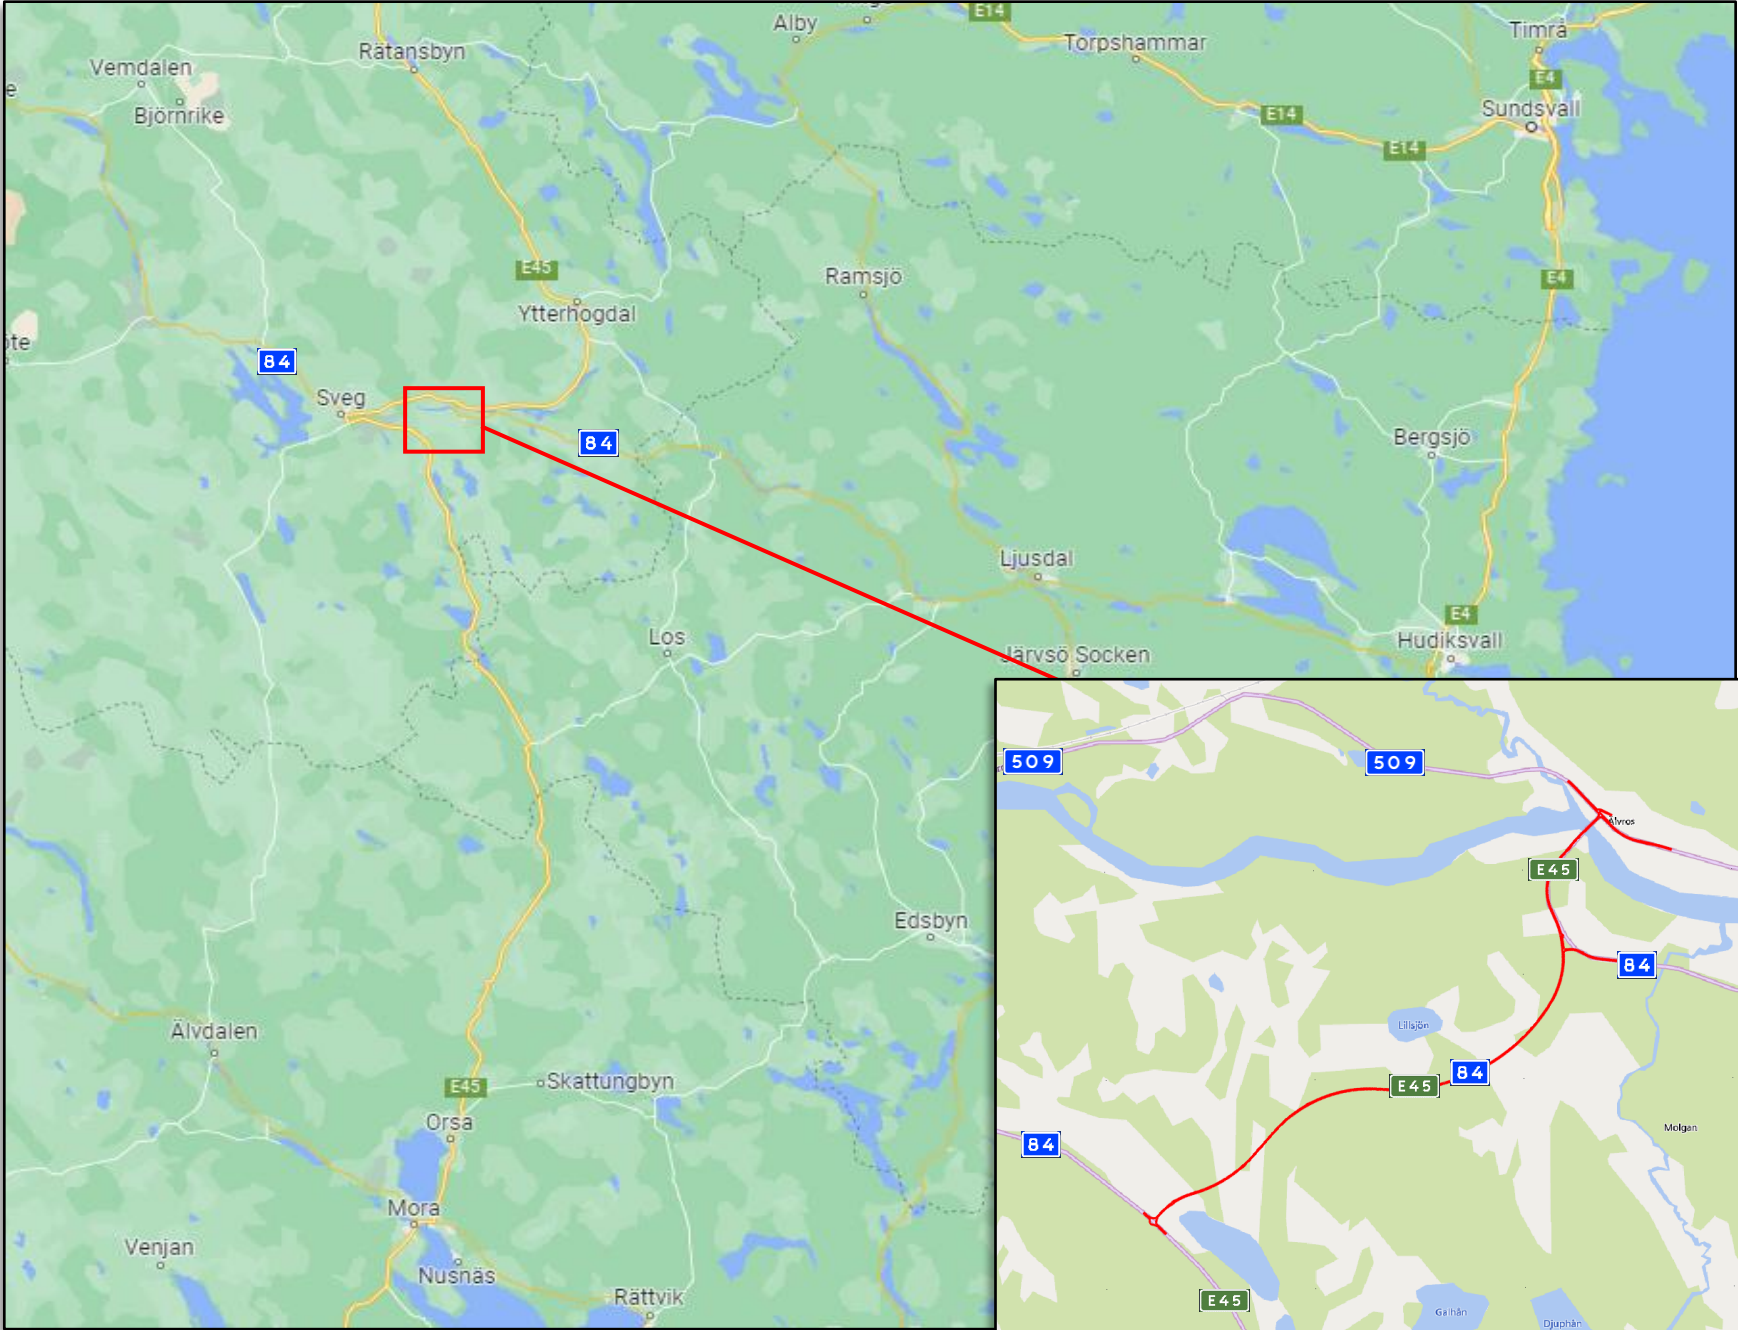 E14
Alby
Timrå
Torpshammar
Rätansbyn
Vemdalen
E4
Björnrike
E14
Sundsvall
E14
E45
Ramsjö
E4
Ytterhogdal
84
Sveg
84
Bergsjö
Ljusdal
E4
Los
Hudiksvall
Järvsö Socken
509
509
Älvros
E45
Edsbyn
84
Lillsjön
Älvdalen
84
E45
E45
Skattungbyn
Orsa
Molgan
84
Mora
Venjan
Nusnäs
Rättvik
E45
Galhån
Djuphån